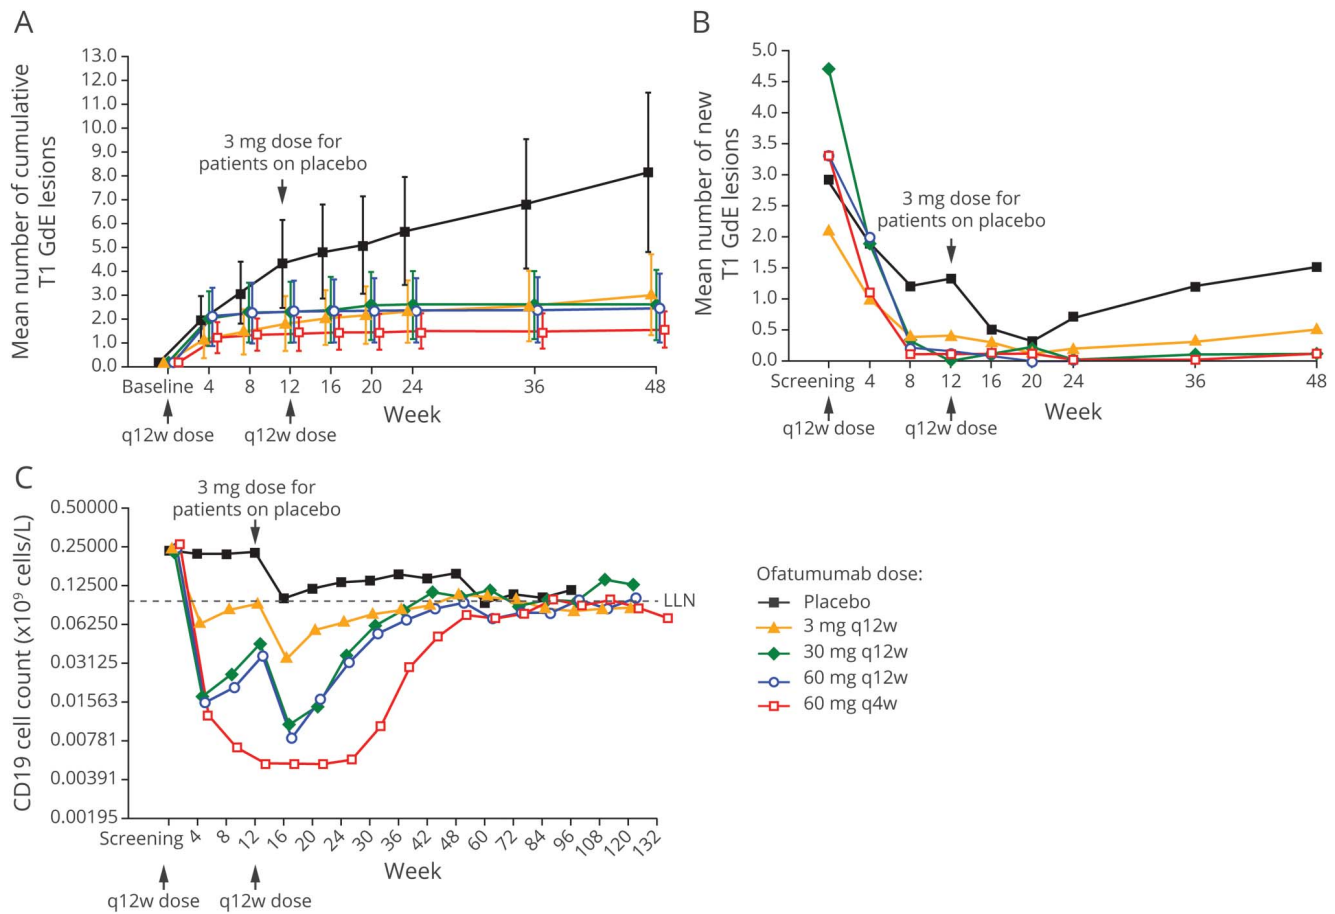 A
Mean number of cumulative
T1 GdE lesions
13.0
12.0
11.0
10.0
9.0
8.0
7.0
6.0
5.0
4.0
3.0
2.0
1.0
0.0
3 mg dose for
patients on placebo
Baseline 4 8 12 16 20 24 36 48
Week
q12w dose q12w dose
B
Mean number of new
T1 GdE lesions
5.0
4.5
4.0
3.5
3.0
2.5
2.0
1.5
1.0
0.5
0.0
3 mg dose for
patients on placebo
Screening 4 8 12 16 20 24 36 48
Week
q12w dose q12w dose
C
CD19 cell count (x10⁹ cells/L)
0.50000
0.25000
0.12500
0.06250
0.03125
0.01563
0.00781
0.00391
0.00195
3 mg dose for
patients on placebo
LLN
Screening 4 8 12 16 20 24 30 36 42 48 60 72 84 96 108 120 132
Week
q12w dose q12w dose
Ofatumumab dose:
Placebo
3 mg q12w
30 mg q12w
60 mg q12w
60 mg q4w